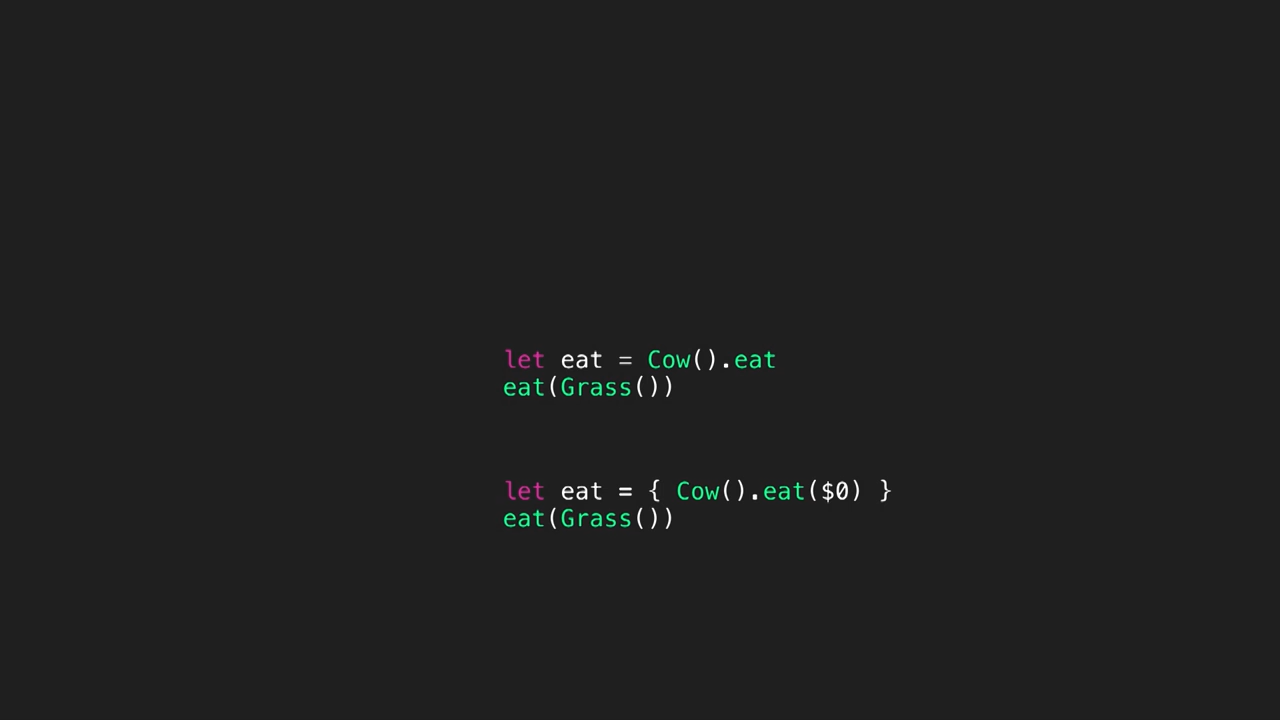 let eat = Cow().eat
eat(Grass())
let eat = { Cow().eat($0) }
eat(Grass())